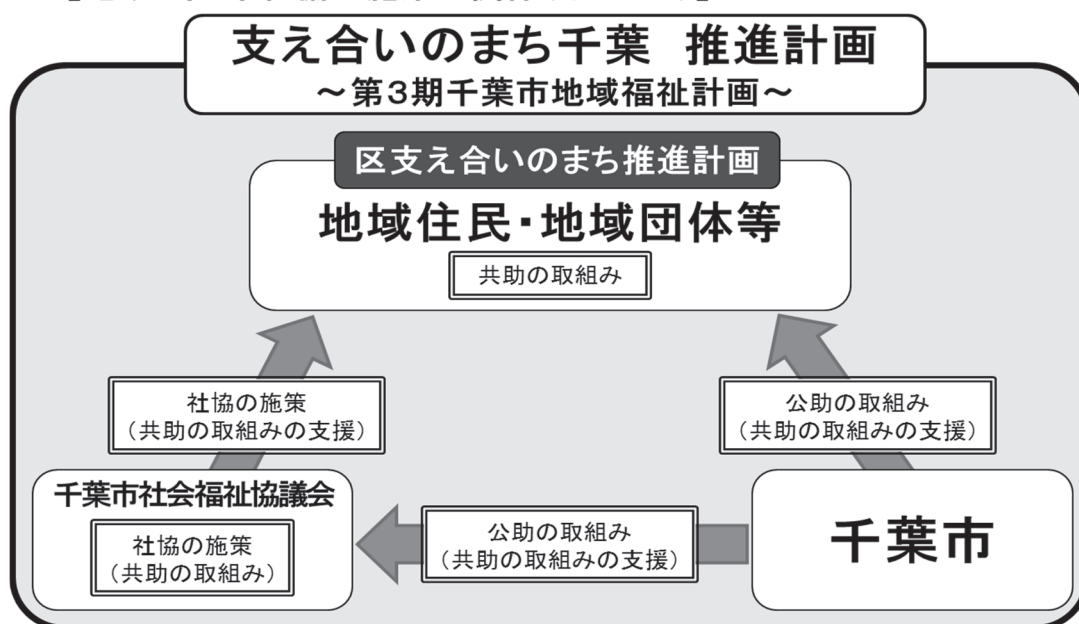 支え合いのまち千葉 推進計画
～第3期千葉市地域福祉計画～
区支え合いのまち推進計画
地域住民・地域団体等
共助の取組み
社協の施策
（共助の取組みの支援）
公助の取組み
（共助の取組みの支援）
千葉市社会福祉協議会
社協の施策
（共助の取組み）
公助の取組み
（共助の取組みの支援）
千葉市